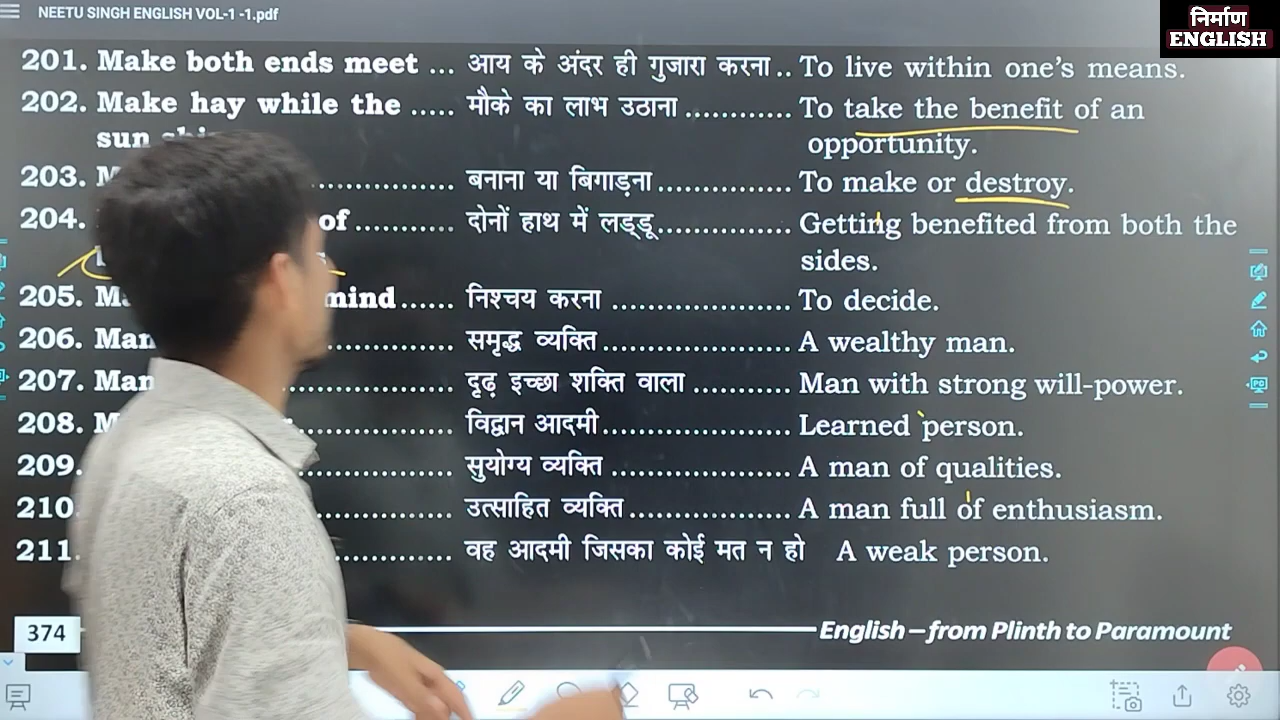 NEETU SINGH ENGLISH VOL-1 -1.pdf
निर्माण
ENGLISH
201. Make both ends meet ... आय के अंदर ही गुजारा करना .. To live within one's means.
202. Make hay while the ..... मौके का लाभ उठाना ............ To take the benefit of an
sun opportunity.
203. ................ बनाना या बिगाड़ना ............... To make or destroy.
204. of ........... दोनों हाथ में लड्डू ............... Getting benefited from both the
sides.
205. mind ...... निश्चय करना .................... To decide.
206. Man ................ समृद्ध व्यक्ति ..................... A wealthy man.
207. Man ................ दृढ़ इच्छा शक्ति वाला ........... Man with strong will-power.
208. ................ विद्वान आदमी ..................... Learned person.
209. ................ सुयोग्य व्यक्ति .................... A man of qualities.
210. ................ उत्साहित व्यक्ति .................. A man full of enthusiasm.
211. ................ वह आदमी जिसका कोई मत न हो A weak person.
374
English – from Plinth to Paramount